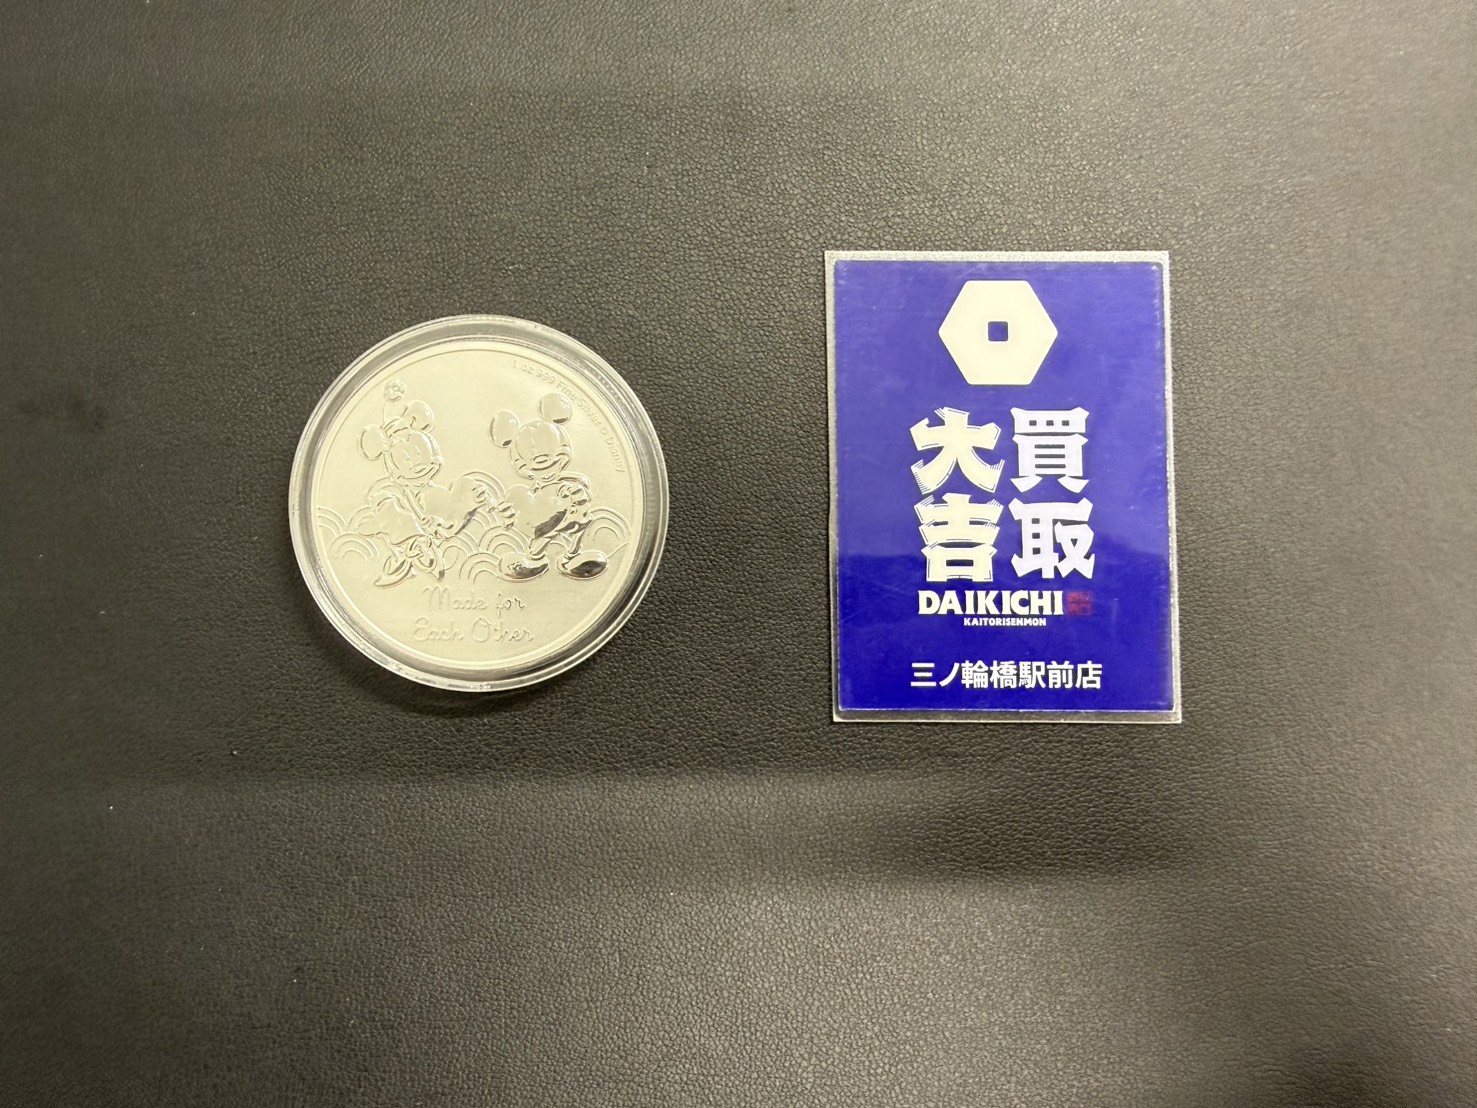 1 oz 999 Fine Silver © Disney
Made for
Each Other
買取
大吉
DAIKICHI
KAITORISENMON
三ノ輪橋駅前店